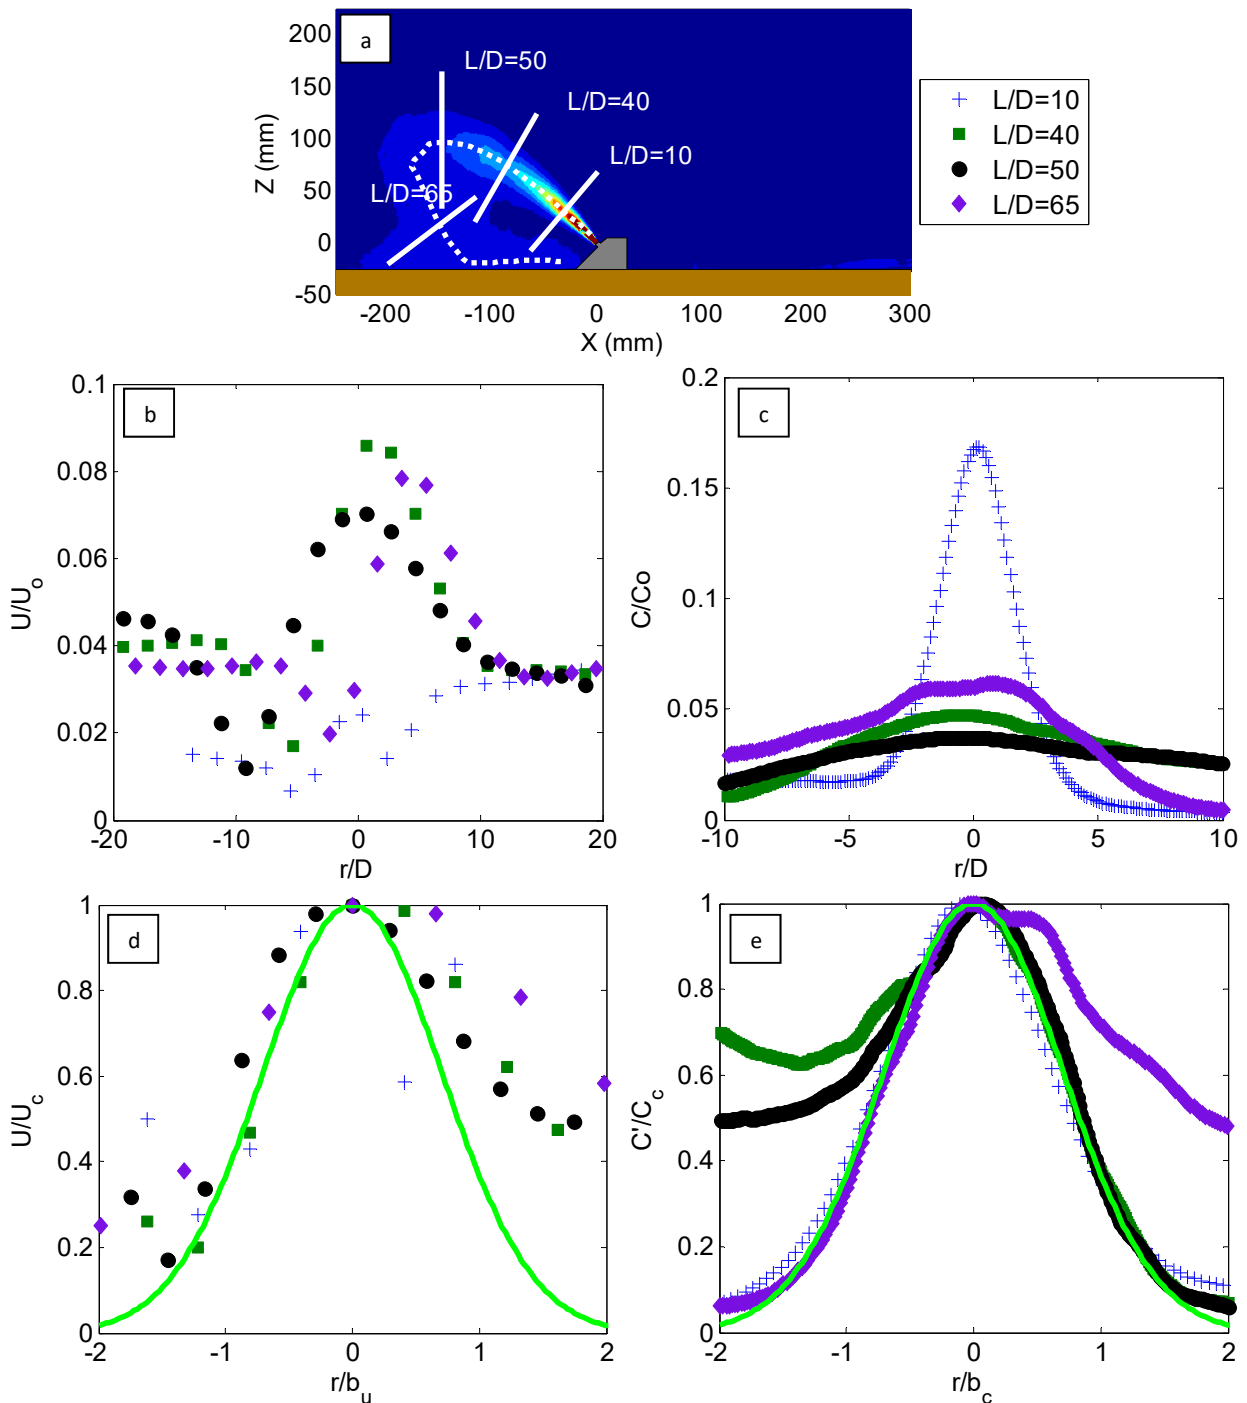 a
200
150
100
50
0
-50
Z (mm)
L/D=50
L/D=40
L/D=10
L/D=65
-200
-100
0
100
200
300
X (mm)
L/D=10
L/D=40
L/D=50
L/D=65
b
0.1
0.08
0.06
0.04
0.02
0
U/Uo
-20
-10
0
10
20
r/D
c
0.2
0.15
0.1
0.05
0
C/Co
-10
-5
0
5
10
r/D
d
1
0.8
0.6
0.4
0.2
0
U/Uc
-2
-1
0
1
2
r/bu
e
1
0.8
0.6
0.4
0.2
0
C'/Cc
-2
-1
0
1
2
r/bc